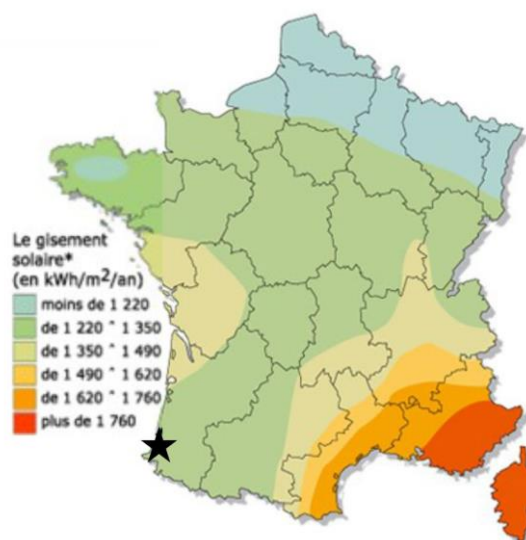 Le gisement
solaire*
(en kWh/m²/an)
moins de 1 220
de 1 220 ^ 1 350
de 1 350 ^ 1 490
de 1 490 ^ 1 620
de 1 620 ^ 1 760
plus de 1 760